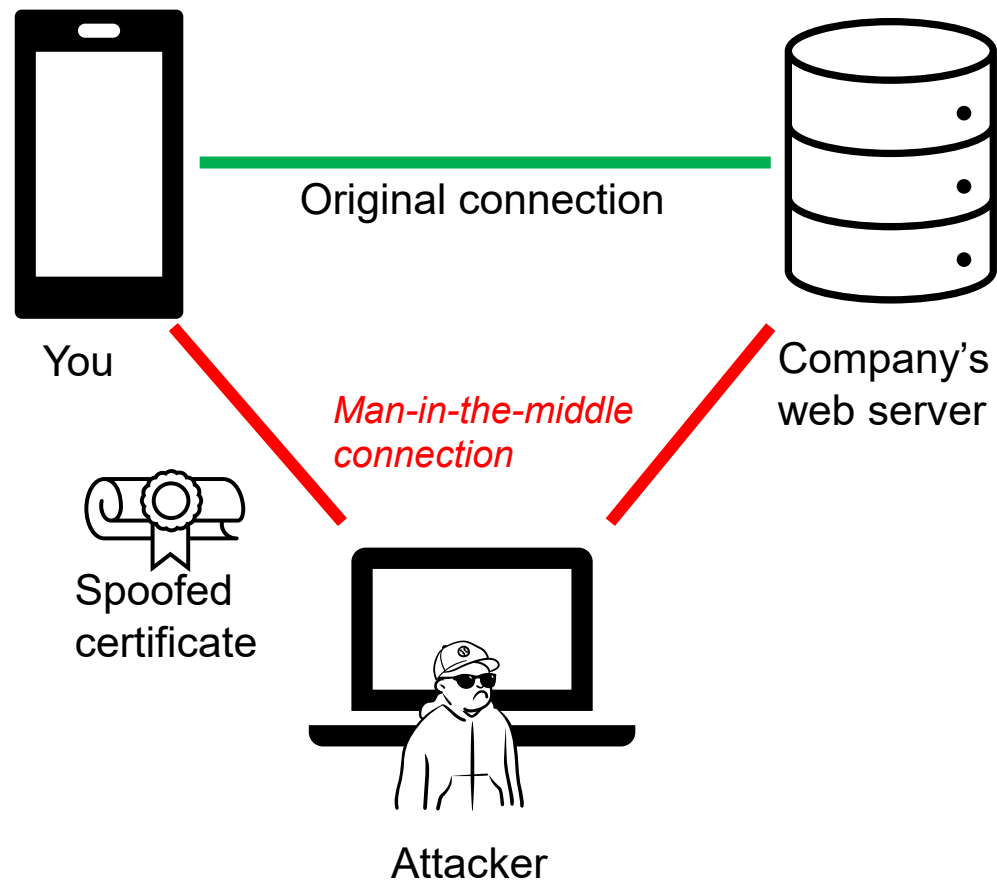 Original connection
You
Company’s
web server
Man-in-the-middle
connection
Spoofed
certificate
Attacker